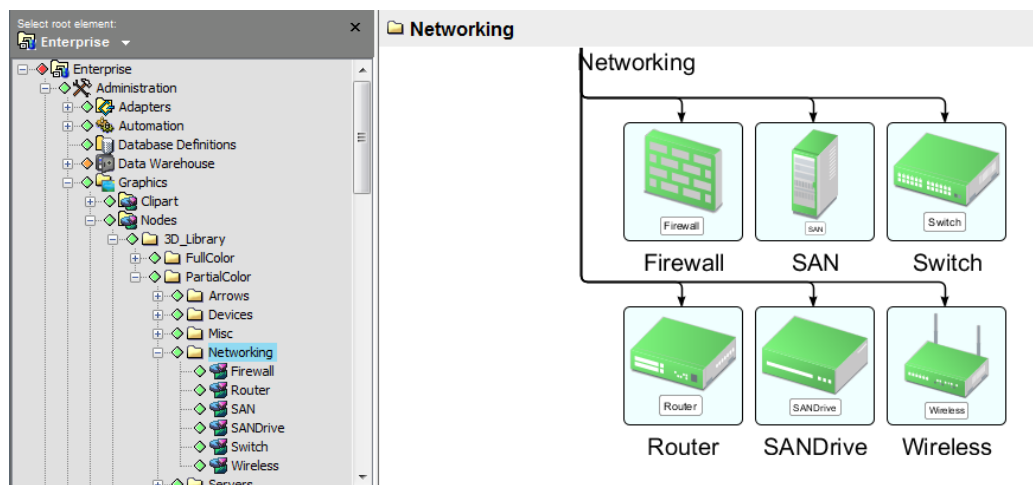 Select root element:
Enterprise
Enterprise
Administration
Adapters
Automation
Database Definitions
Data Warehouse
Graphics
Clipart
Nodes
3D_Library
FullColor
PartialColor
Arrows
Devices
Misc
Networking
Firewall
Router
SAN
SANDrive
Switch
Wireless
Servers
Networking
Networking
Firewall
SAN
Switch
Firewall SAN Switch
Router
SANDrive
Wireless
Router SANDrive Wireless